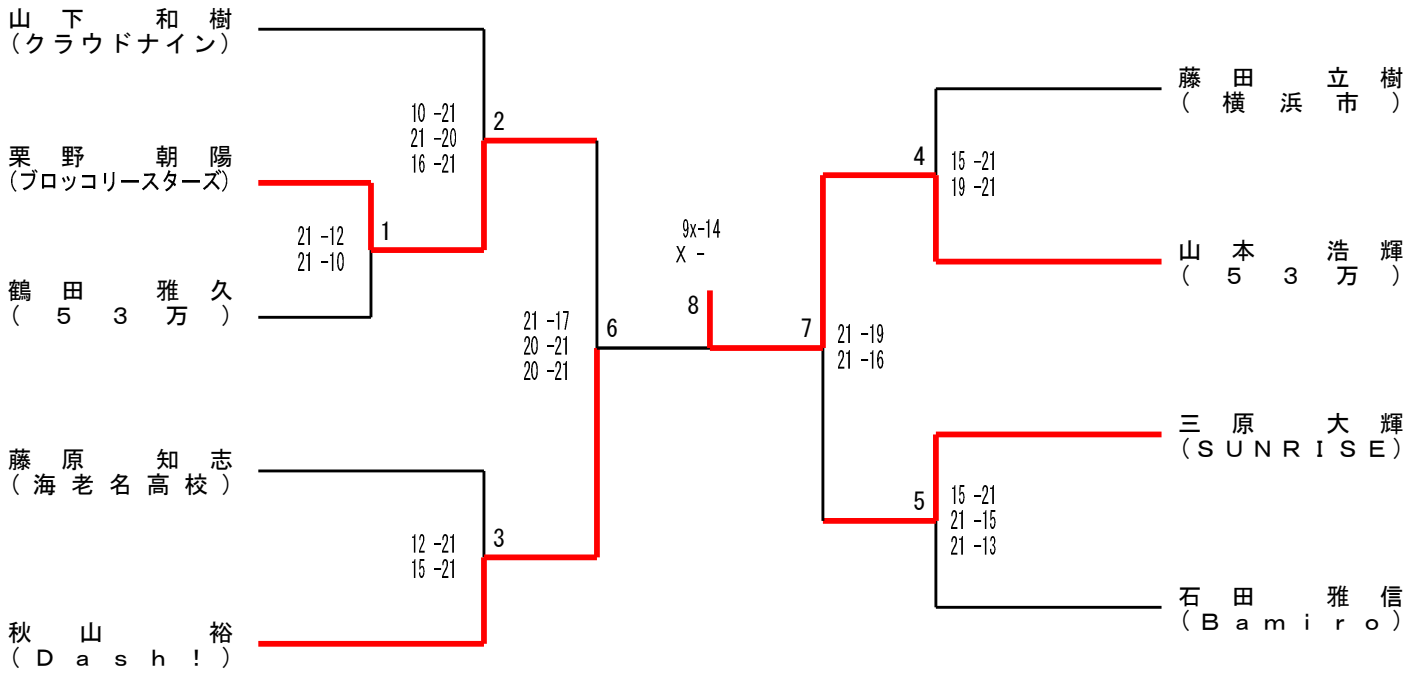 山下 和樹
(クラウドナイン)
10 -21
21 -20
16 -21
2
栗野 朝陽
(ブロッコリースターズ)
21 -12
21 -10
1
鶴田 雅久
(53万)
21 -17
20 -21
20 -21
6
藤原 知志
(海老名高校)
12 -21
15 -21
3
秋山 裕
(Dash!)
9x-14
X -
8
藤田 立樹
(横浜市)
4
15 -21
19 -21
山本 浩輝
(53万)
7
21 -19
21 -16
三原 大輝
(SUNRISE)
5
15 -21
21 -15
21 -13
石田 雅信
(Bamiro)